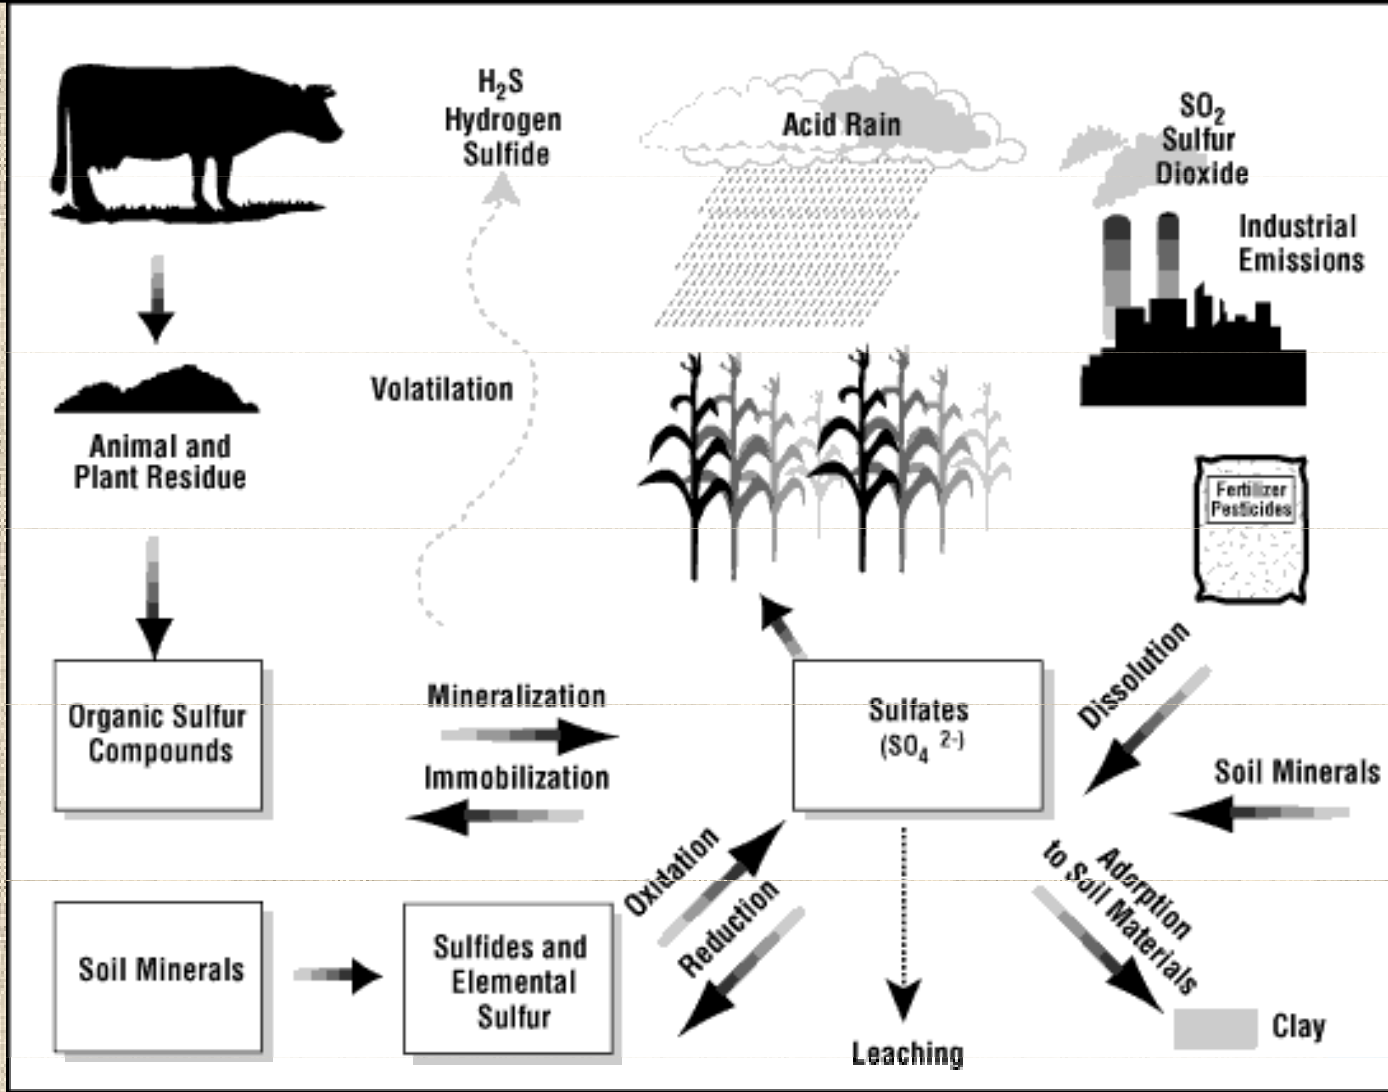 H₂S
Hydrogen
Sulfide
Acid Rain
SO₂
Sulfur
Dioxide
Industrial
Emissions
Volatilation
Animal and
Plant Residue
Fertilizer
Pesticides
Organic Sulfur
Compounds
Mineralization
Immobilization
Sulfates
(SO₄ ²⁻)
Dissolution
Soil Minerals
Oxidation
Reduction
Adorption
to Soil Materials
Soil Minerals
Sulfides and
Elemental
Sulfur
Leaching
Clay